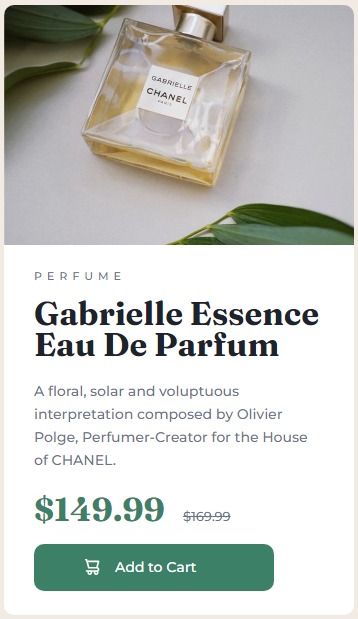 GABRIELLE
CHANEL
PARIS
PERFUME
Gabrielle Essence
Eau De Parfum
A floral, solar and voluptuous
interpretation composed by Olivier
Polge, Perfumer-Creator for the House
of CHANEL.
$149.99 $169.99
Add to Cart